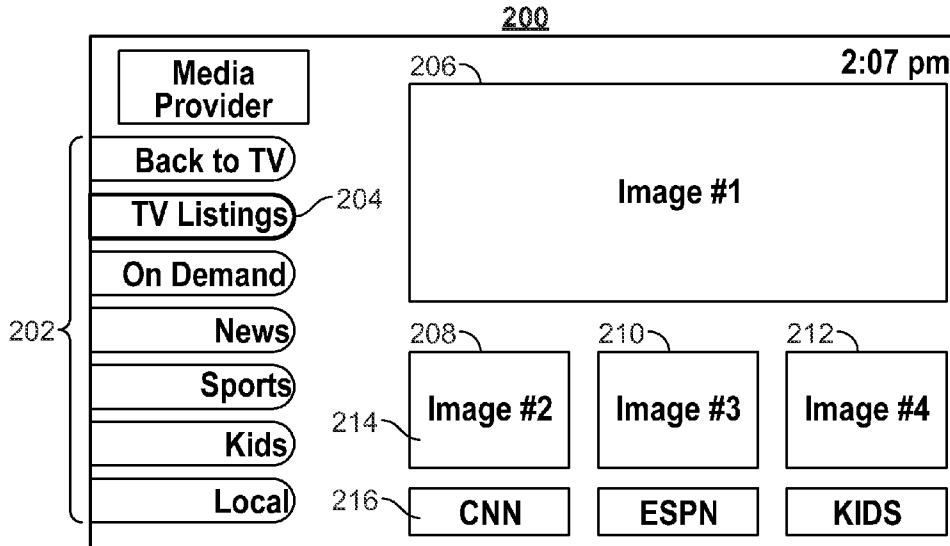 200
2:07 pm
Media
Provider
206
Back to TV
TV Listings
204
On Demand
202
News
Sports
Kids
Local
Image #1
208
210
212
Image #2
Image #3
Image #4
214
216
CNN
ESPN
KIDS